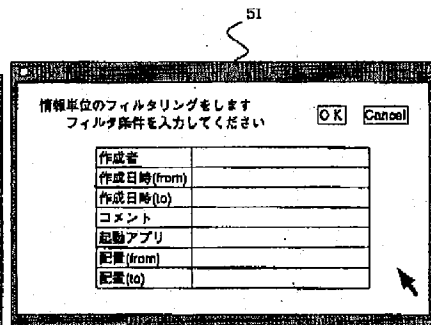 51
情報単位のフィルタリングをします
フィルタ条件を入力してください
OK Cancel
作成者
作成日時(from)
作成日時(to)
コメント
起動アプリ
配置(from)
配置(to)